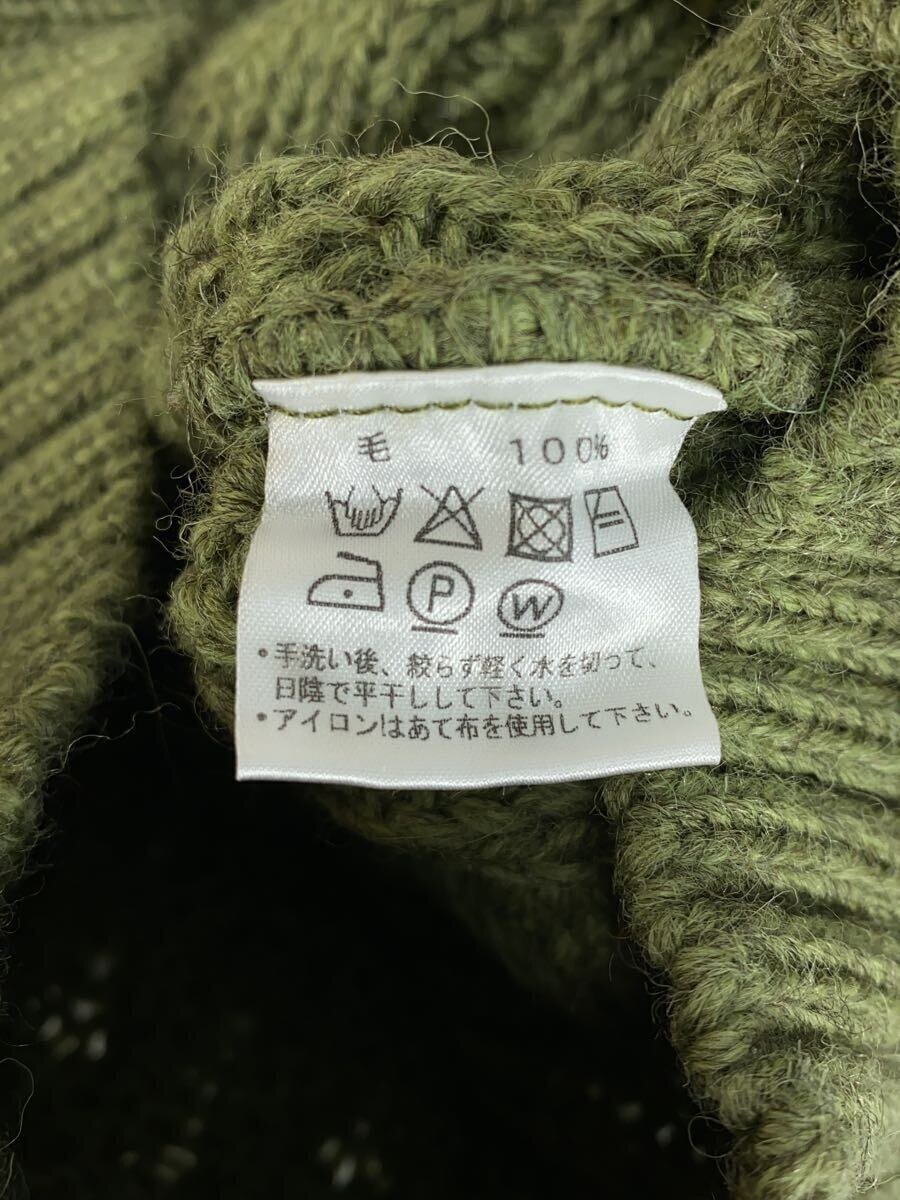 毛 100%
P W
・手洗い後、絞らず軽く水を切って、
日陰で平干しして下さい。
・アイロンはあて布を使用して下さい。